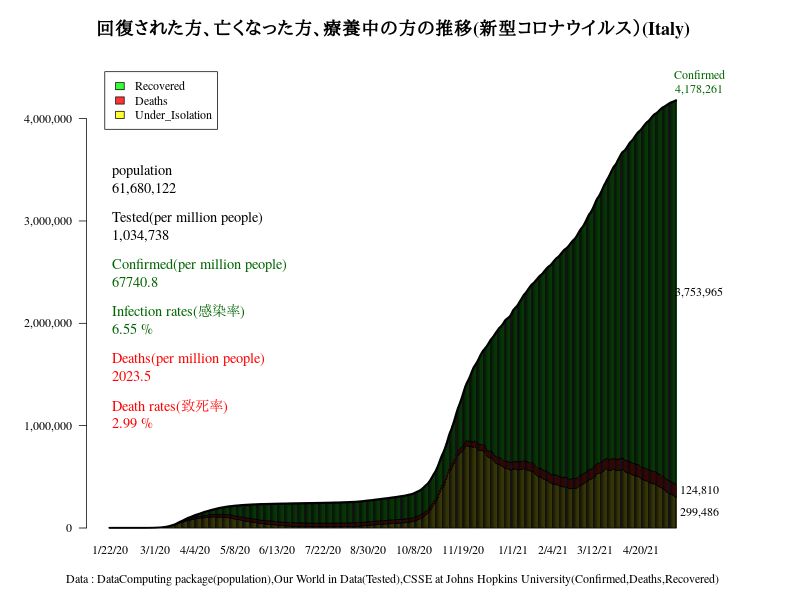 回復された方、亡くなった方、療養中の方の推移(新型コロナウイルス）(Italy)
Confirmed
4,178,261
Recovered
Deaths
Under_Isolation
4,000,000
3,000,000
2,000,000
1,000,000
0
population
61,680,122
Tested(per million people)
1,034,738
Confirmed(per million people)
67740.8
Infection rates(感染率)
6.55 %
Deaths(per million people)
2023.5
Death rates(致死率)
2.99 %
3,753,965
124,810
299,486
1/22/20 3/1/20 4/4/20 5/8/20 6/13/20 7/22/20 8/30/20 10/8/20 11/19/20 1/1/21 2/4/21 3/12/21 4/20/21
Data : DataComputing package(population),Our World in Data(Tested),CSSE at Johns Hopkins University(Confirmed,Deaths,Recovered)